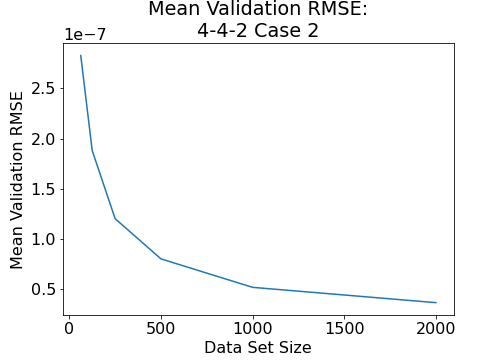 Mean Validation RMSE:
4-4-2 Case 2
1e−7
2.5
2.0
1.5
1.0
0.5
Mean Validation RMSE
0 500 1000 1500 2000
Data Set Size